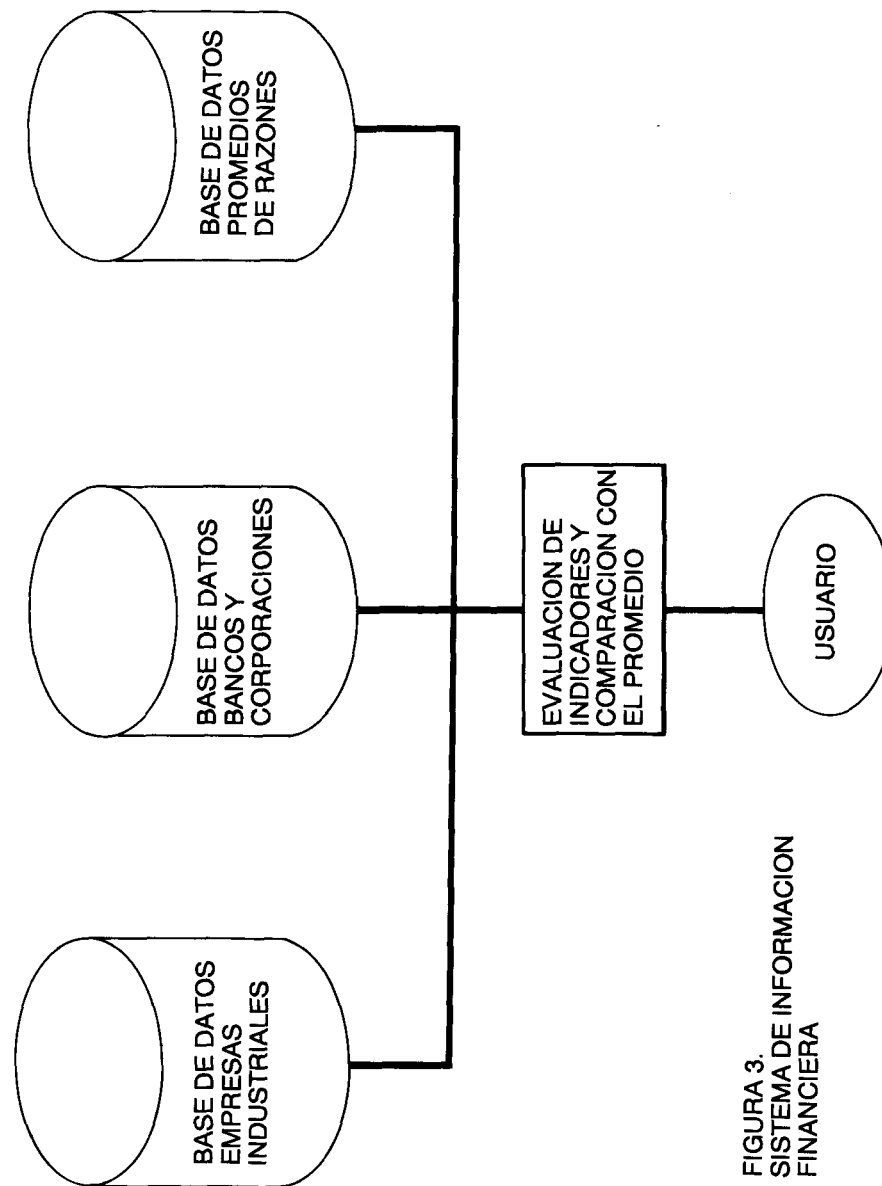 BASE DE DATOS
EMPRESAS
INDUSTRIALES
BASE DE DATOS
BANCOS Y
CORPORACIONES
BASE DE DATOS
PROMEDIOS
DE RAZONES
EVALUACION DE
INDICADORES Y
COMPARACION CON
EL PROMEDIO
USUARIO
FIGURA 3.
SISTEMA DE INFORMACION
FINANCIERA